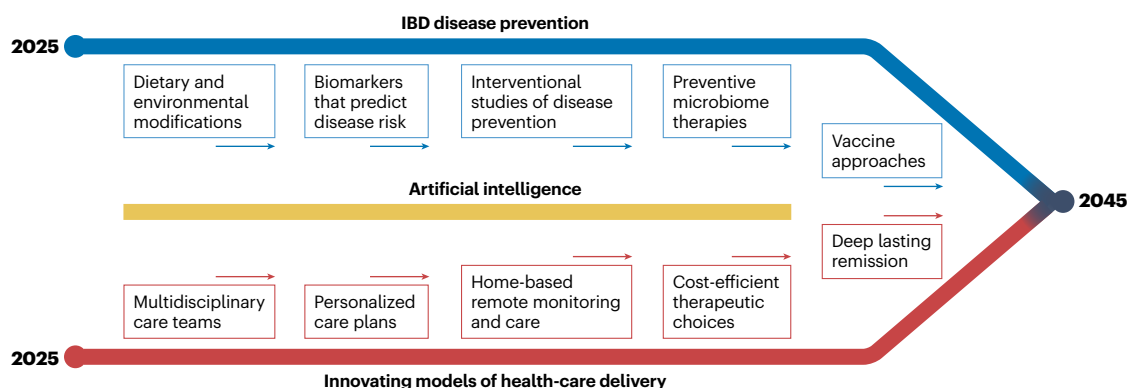 IBD disease prevention
2025
Dietary and
environmental
modifications
Biomarkers
that predict
disease risk
Interventional
studies of disease
prevention
Preventive
microbiome
therapies
Vaccine
approaches
Artificial intelligence
2045
Deep lasting
remission
Multidisciplinary
care teams
Personalized
care plans
Home-based
remote monitoring
and care
Cost-efficient
therapeutic
choices
2025
Innovating models of health-care delivery